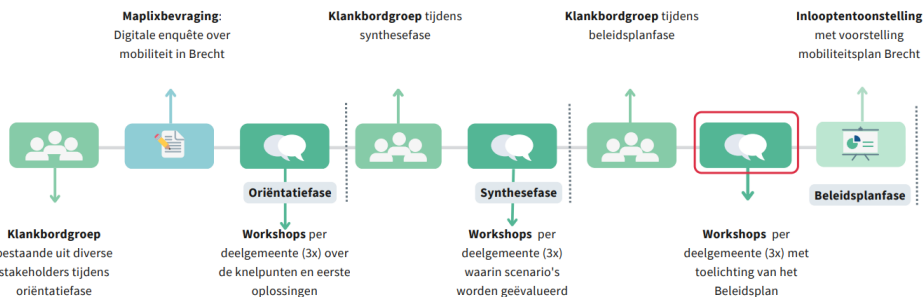 Maplixbevraging:
Digitale enquête over
mobiliteit in Brecht
Klankbordgroep tijdens
synthesefase
Klankbordgroep tijdens
beleidsplanfase
Inlooptentoonstelling
met voorstelling
mobiliteitsplan Brecht
Oriëntatiefase
Synthesefase
Beleidsplanfase
Klankbordgroep
bestaande uit diverse
stakeholders tijdens
oriëntatiefase
Workshops per
deelgemeente (3x) over
de knelpunten en eerste
oplossingen
Workshops per
deelgemeente (3x)
waarin scenario's
worden geëvalueerd
Workshops per
deelgemeente (3x) met
toelichting van het
Beleidsplan